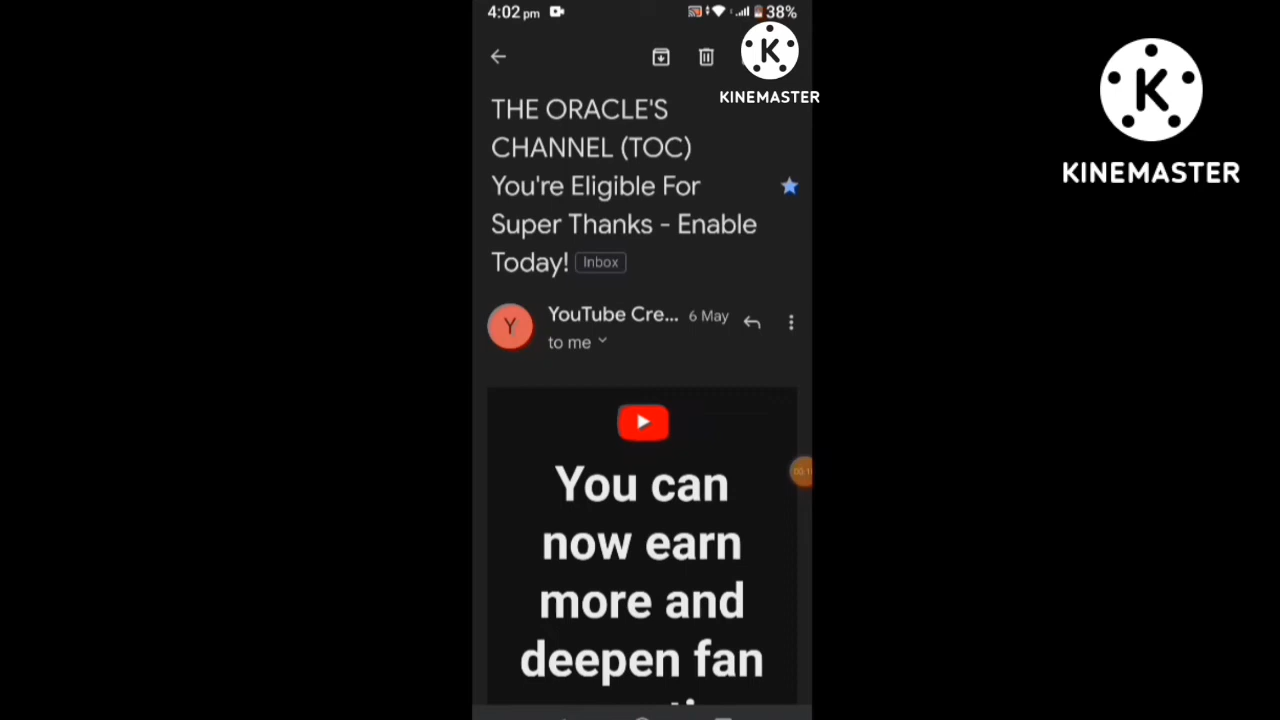 4:02 pm
38%
K
KINEMASTER
K
KINEMASTER
THE ORACLE'S
CHANNEL (TOC)
You're Eligible For
Super Thanks - Enable
Today! Inbox
Y
YouTube Cre... 6 May
to me
You can
now earn
more and
deepen fan